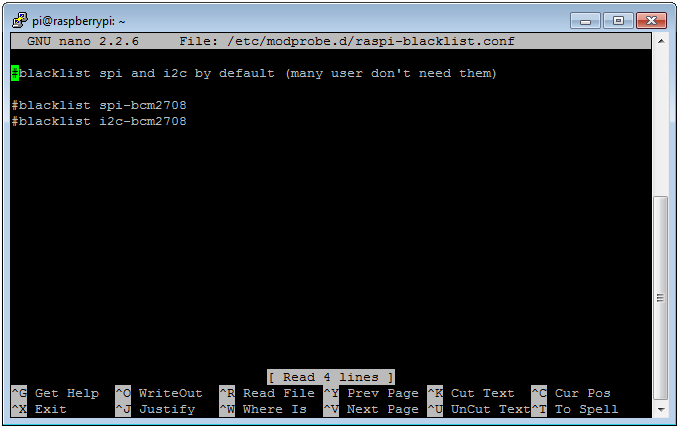 pi@raspberrypi: ~
GNU nano 2.2.6 File: /etc/modprobe.d/raspi-blacklist.conf
#blacklist spi and i2c by default (many user don't need them)
#blacklist spi-bcm2708
#blacklist i2c-bcm2708
[ Read 4 lines ]
^G Get Help ^O WriteOut ^R Read File ^Y Prev Page ^K Cut Text ^C Cur Pos
^X Exit ^J Justify ^W Where Is ^V Next Page ^U UnCut Text^T To Spell